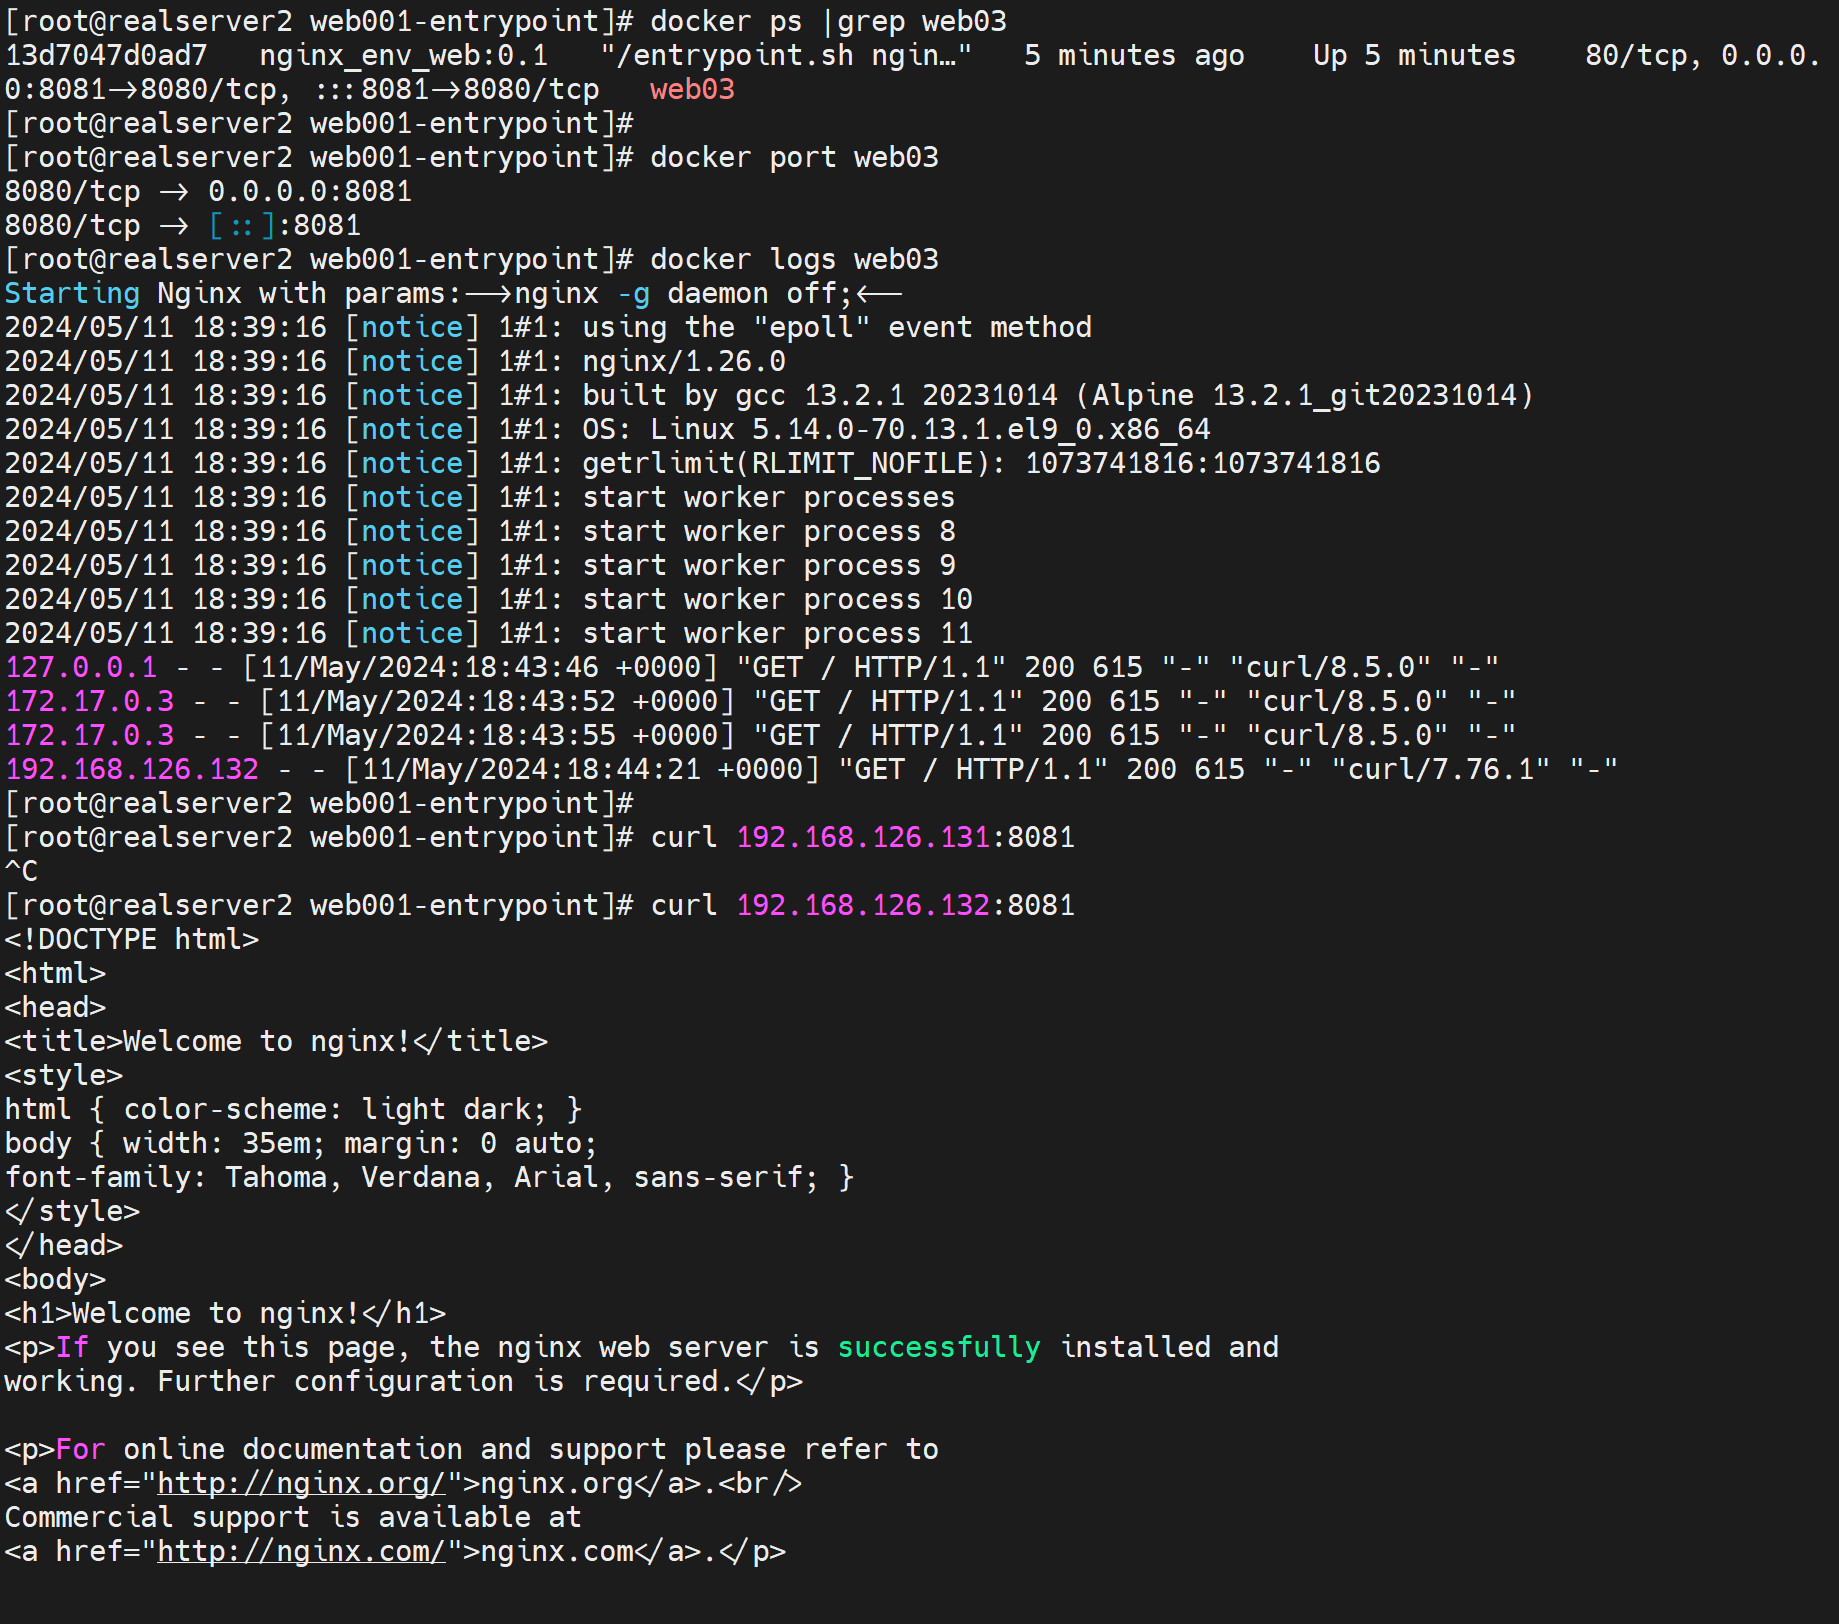 [root@realserver2 web001-entrypoint]# docker ps |grep web03
13d7047d0ad7   nginx_env_web:0.1   "/entrypoint.sh ngin…"   5 minutes ago    Up 5 minutes    80/tcp, 0.0.0.
0:8081->8080/tcp, :::8081->8080/tcp   web03
[root@realserver2 web001-entrypoint]#
[root@realserver2 web001-entrypoint]# docker port web03
8080/tcp -> 0.0.0.0:8081
8080/tcp -> [::]:8081
[root@realserver2 web001-entrypoint]# docker logs web03
Starting Nginx with params:-->nginx -g daemon off;<--
2024/05/11 18:39:16 [notice] 1#1: using the "epoll" event method
2024/05/11 18:39:16 [notice] 1#1: nginx/1.26.0
2024/05/11 18:39:16 [notice] 1#1: built by gcc 13.2.1 20231014 (Alpine 13.2.1_git20231014)
2024/05/11 18:39:16 [notice] 1#1: OS: Linux 5.14.0-70.13.1.el9_0.x86_64
2024/05/11 18:39:16 [notice] 1#1: getrlimit(RLIMIT_NOFILE): 1073741816:1073741816
2024/05/11 18:39:16 [notice] 1#1: start worker processes
2024/05/11 18:39:16 [notice] 1#1: start worker process 8
2024/05/11 18:39:16 [notice] 1#1: start worker process 9
2024/05/11 18:39:16 [notice] 1#1: start worker process 10
2024/05/11 18:39:16 [notice] 1#1: start worker process 11
127.0.0.1 - - [11/May/2024:18:43:46 +0000] "GET / HTTP/1.1" 200 615 "-" "curl/8.5.0" "-"
172.17.0.3 - - [11/May/2024:18:43:52 +0000] "GET / HTTP/1.1" 200 615 "-" "curl/8.5.0" "-"
172.17.0.3 - - [11/May/2024:18:43:55 +0000] "GET / HTTP/1.1" 200 615 "-" "curl/8.5.0" "-"
192.168.126.132 - - [11/May/2024:18:44:21 +0000] "GET / HTTP/1.1" 200 615 "-" "curl/7.76.1" "-"
[root@realserver2 web001-entrypoint]#
[root@realserver2 web001-entrypoint]# curl 192.168.126.131:8081
^C
[root@realserver2 web001-entrypoint]# curl 192.168.126.132:8081
<!DOCTYPE html>
<html>
<head>
<title>Welcome to nginx!</title>
<style>
html { color-scheme: light dark; }
body { width: 35em; margin: 0 auto;
font-family: Tahoma, Verdana, Arial, sans-serif; }
</style>
</head>
<body>
<h1>Welcome to nginx!</h1>
<p>If you see this page, the nginx web server is successfully installed and
working. Further configuration is required.</p>

<p>For online documentation and support please refer to
<a href="http://nginx.org/">nginx.org</a>.<br/>
Commercial support is available at
<a href="http://nginx.com/">nginx.com</a>.</p>